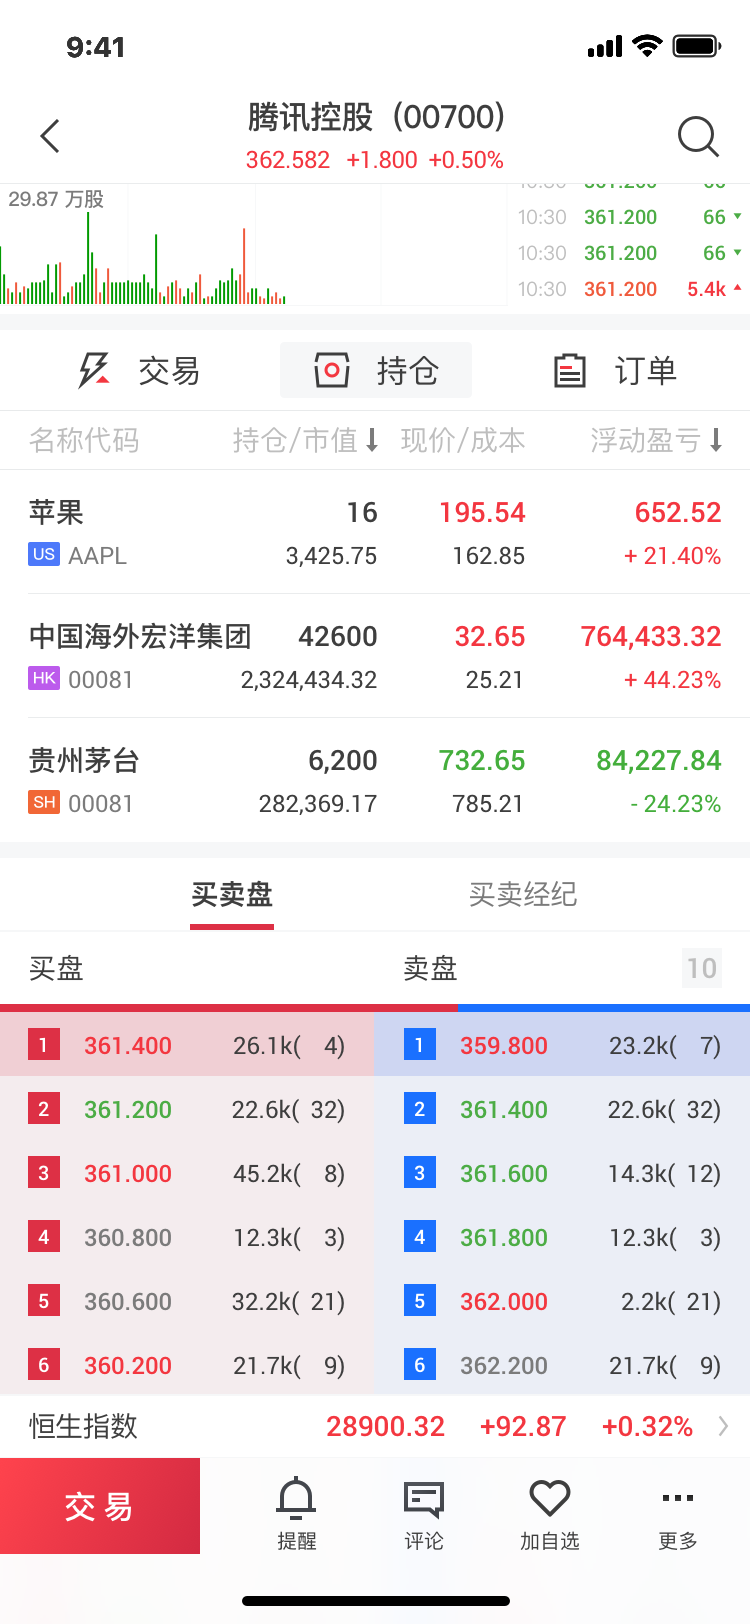 9:41
腾讯控股（00700）
362.582 +1.800 +0.50%
29.87 万股
10:30 361.200 66
10:30 361.200 66
10:30 361.200 66
10:30 361.200 5.4k
交易 持仓 订单
名称代码 持仓/市值 现价/成本 浮动盈亏
苹果 16 195.54 652.52
US AAPL 3,425.75 162.85 + 21.40%
中国海外宏洋集团 42600 32.65 764,433.32
HK 00081 2,324,434.32 25.21 + 44.23%
贵州茅台 6,200 732.65 84,227.84
SH 00081 282,369.17 785.21 - 24.23%
买卖盘 买卖经纪
买盘 卖盘 10
1 361.400 26.1k( 4) 1 359.800 23.2k( 7)
2 361.200 22.6k( 32) 2 361.400 22.6k( 32)
3 361.000 45.2k( 8) 3 361.600 14.3k( 12)
4 360.800 12.3k( 3) 4 361.800 12.3k( 3)
5 360.600 32.2k( 21) 5 362.000 2.2k( 21)
6 360.200 21.7k( 9) 6 362.200 21.7k( 9)
恒生指数 28900.32 +92.87 +0.32%
交易 提醒 评论 加自选 更多